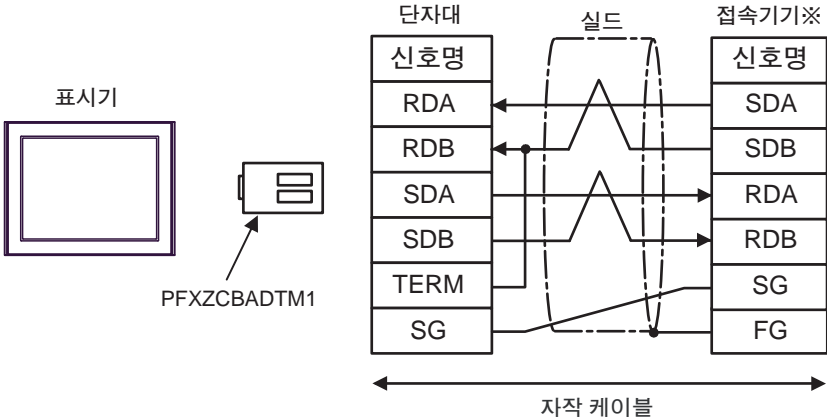 단자대
실드
접속기기※
표시기
신호명
신호명
RDA
SDA
RDB
SDB
SDA
RDA
SDB
RDB
TERM
SG
SG
FG
PFXZCBADTM1
자작 케이블